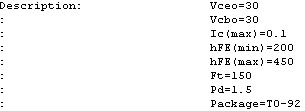 Description: Vceo=30
: Vcbo=30
: Ic(max)=0.1
: hFE(min)=200
: hFE(max)=450
: Ft=150
: Pd=1.5
: Package=TO-92